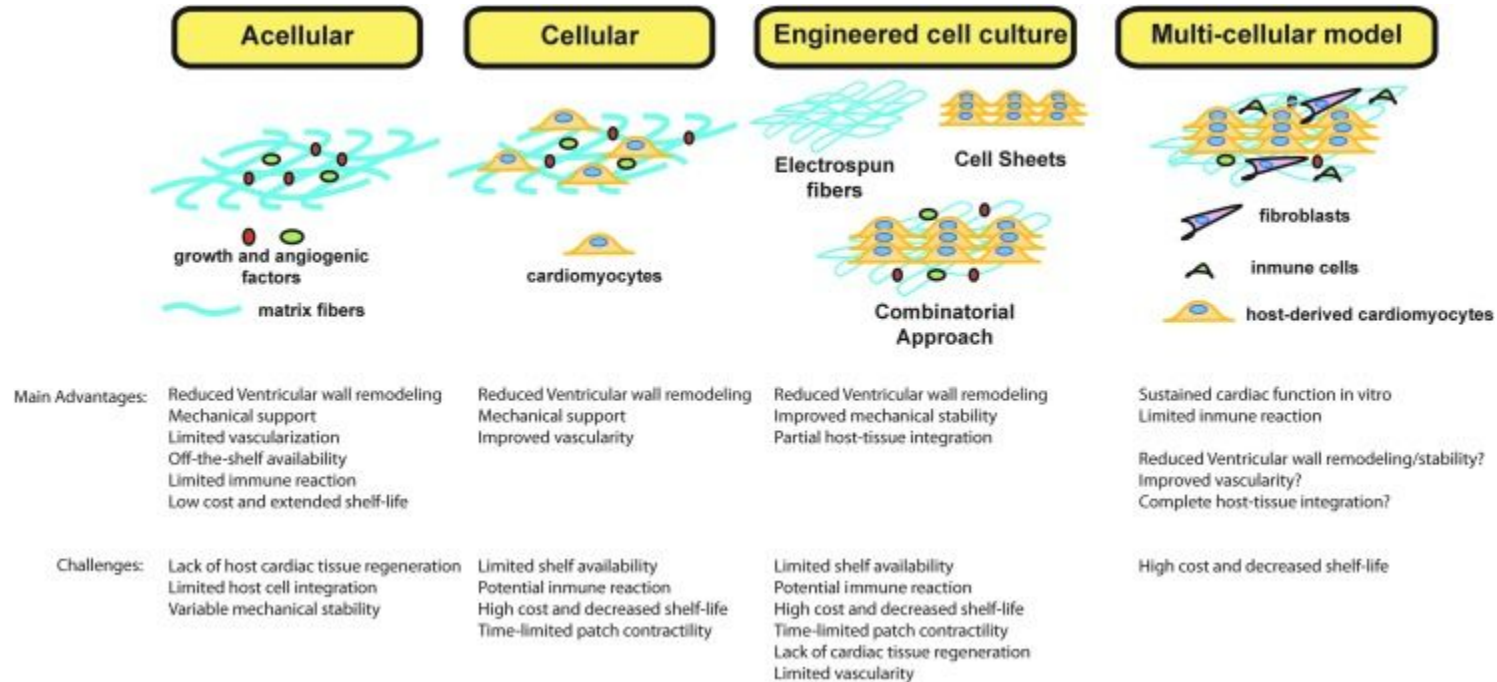 Acellular
Cellular
Engineered cell culture
Multi-cellular model
growth and angiogenic
factors
matrix fibers
cardiomyocytes
Electrospun
fibers
Cell Sheets
Combinatorial
Approach
fibroblasts
inmune cells
host-derived cardiomyocytes
Main Advantages:
Reduced Ventricular wall remodeling
Mechanical support
Limited vascularization
Off-the-shelf availability
Limited immune reaction
Low cost and extended shelf-life
Reduced Ventricular wall remodeling
Mechanical support
Improved vascularity
Reduced Ventricular wall remodeling
Improved mechanical stability
Partial host-tissue integration
Sustained cardiac function in vitro
Limited inmune reaction
Reduced Ventricular wall remodeling/stability?
Improved vascularity?
Complete host-tissue integration?
Challenges:
Lack of host cardiac tissue regeneration
Limited host cell integration
Variable mechanical stability
Limited shelf availability
Potential inmune reaction
High cost and decreased shelf-life
Time-limited patch contractility
Limited shelf availability
Potential immune reaction
High cost and decreased shelf-life
Time-limited patch contractility
Lack of cardiac tissue regeneration
Limited vascularity
High cost and decreased shelf-life